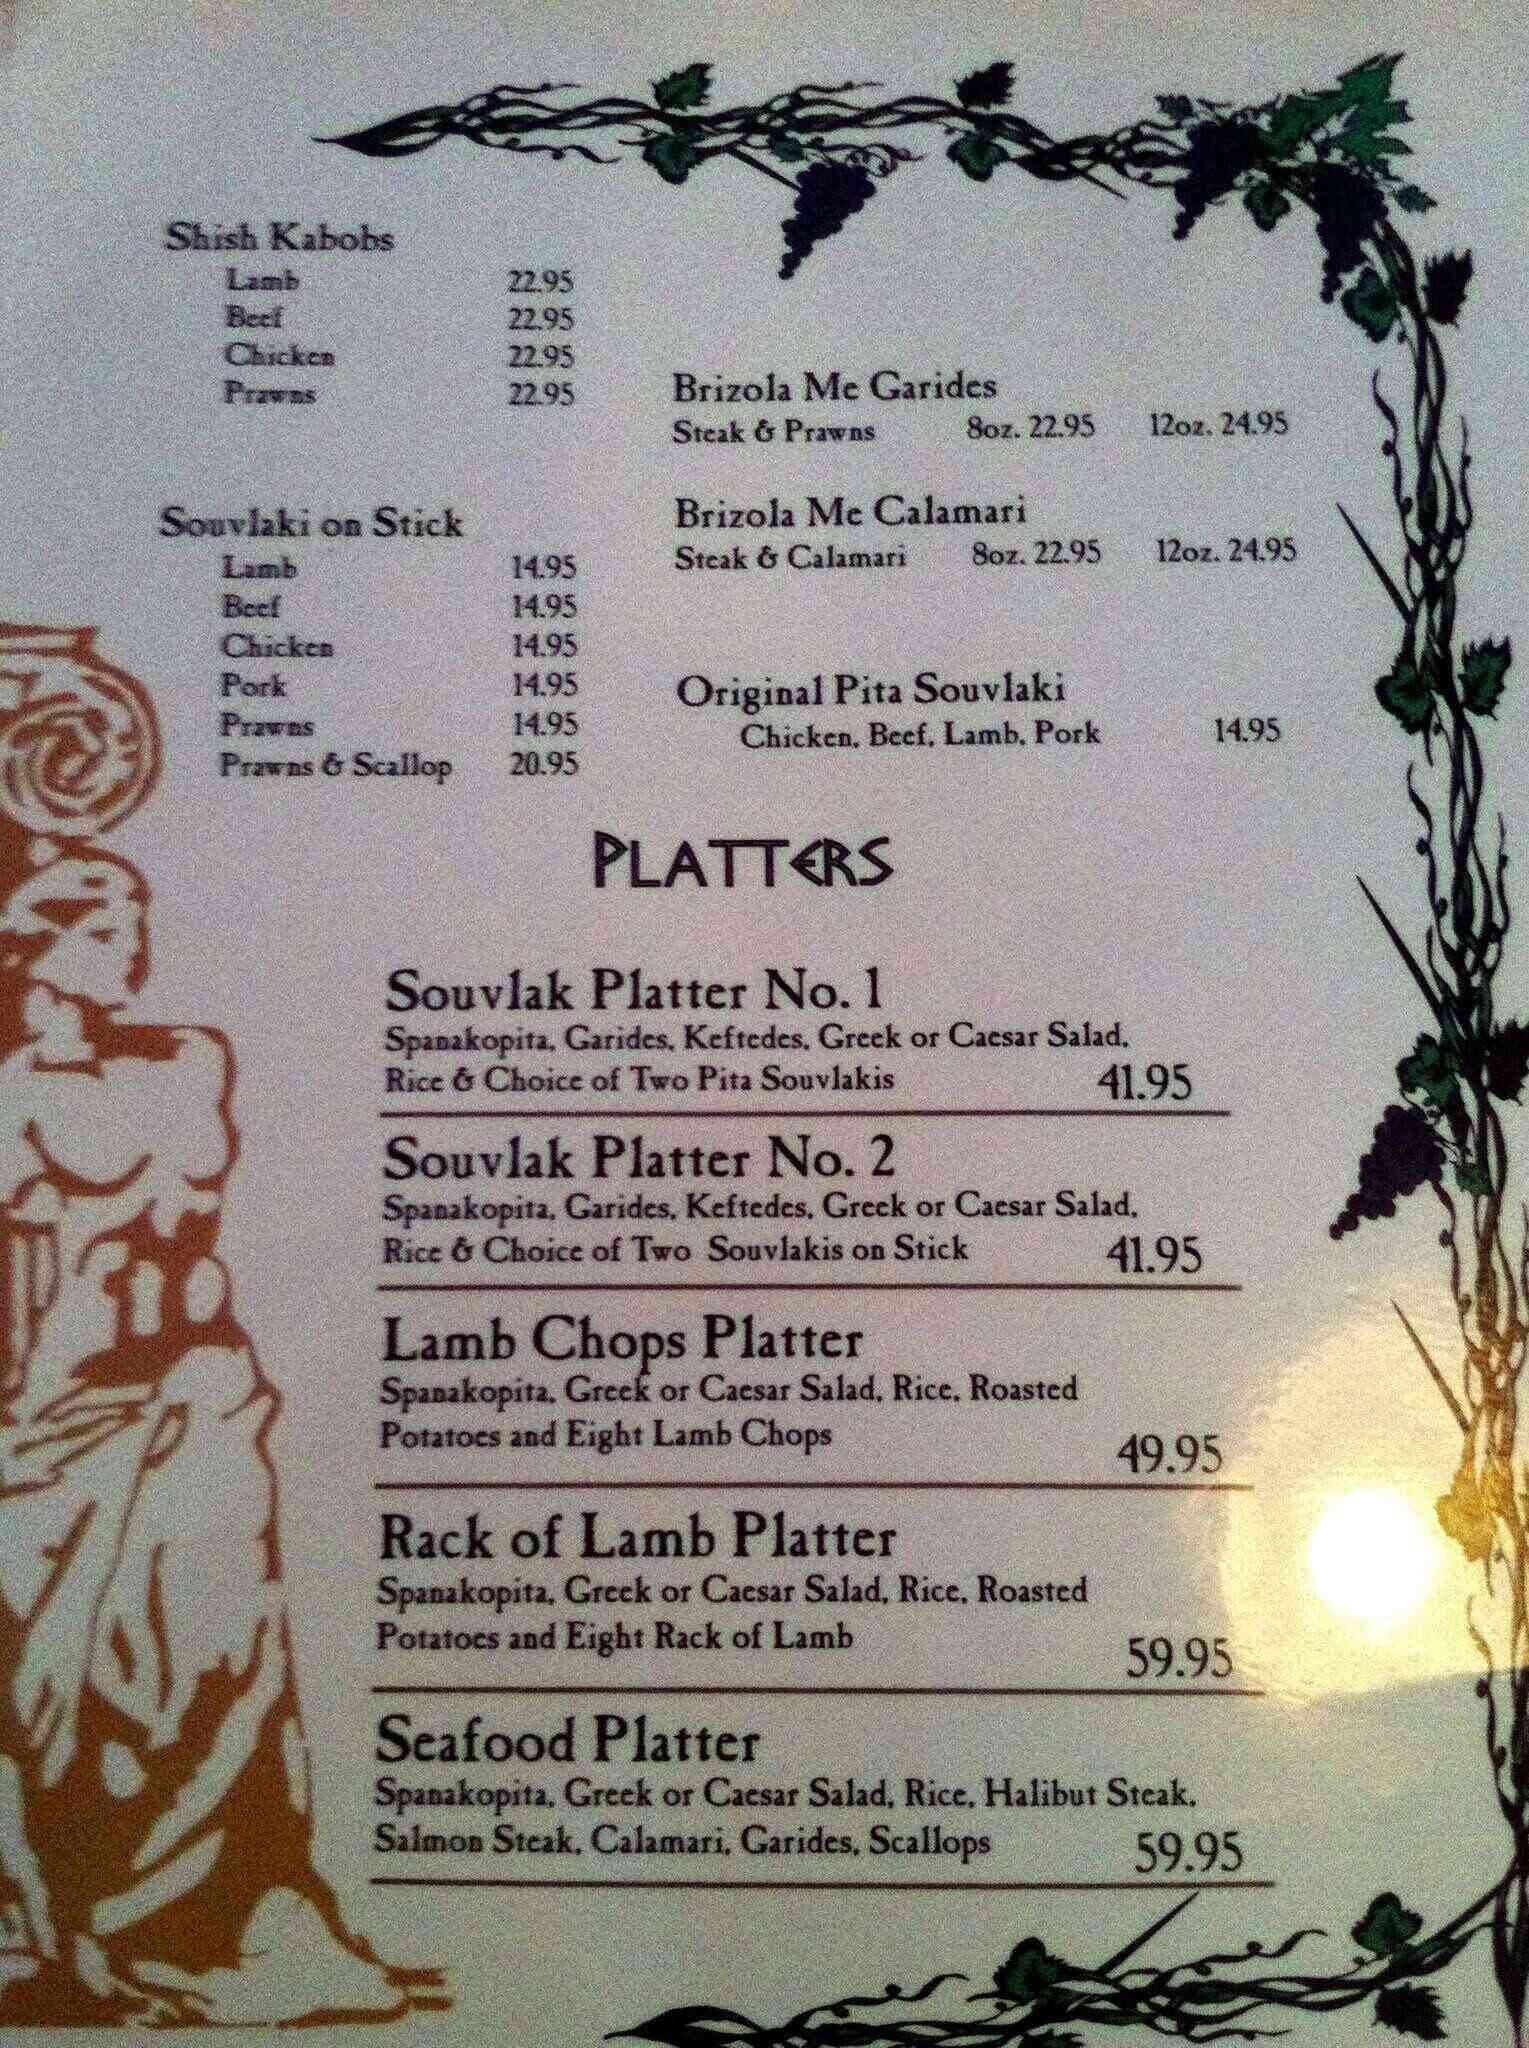 Shish Kabobs
Lamb 22.95
Beef 22.95
Chicken 22.95
Prawns 22.95
Souvlaki on Stick
Lamb 14.95
Beef 14.95
Chicken 14.95
Pork 14.95
Prawns 14.95
Prawns & Scallop 20.95
Brizola Me Garides
Steak & Prawns 8oz. 22.95 12oz. 24.95
Brizola Me Calamari
Steak & Calamari 8oz. 22.95 12oz. 24.95
Original Pita Souvlaki
Chicken, Beef, Lamb, Pork 14.95
PLATTERS
Souvlak Platter No. 1
Spanakopita, Garides, Keftedes, Greek or Caesar Salad,
Rice & Choice of Two Pita Souvlakis 41.95
Souvlak Platter No. 2
Spanakopita, Garides, Keftedes, Greek or Caesar Salad,
Rice & Choice of Two Souvlakis on Stick 41.95
Lamb Chops Platter
Spanakopita, Greek or Caesar Salad, Rice, Roasted
Potatoes and Eight Lamb Chops 49.95
Rack of Lamb Platter
Spanakopita, Greek or Caesar Salad, Rice, Roasted
Potatoes and Eight Rack of Lamb 59.95
Seafood Platter
Spanakopita, Greek or Caesar Salad, Rice, Halibut Steak,
Salmon Steak, Calamari, Garides, Scallops 59.95